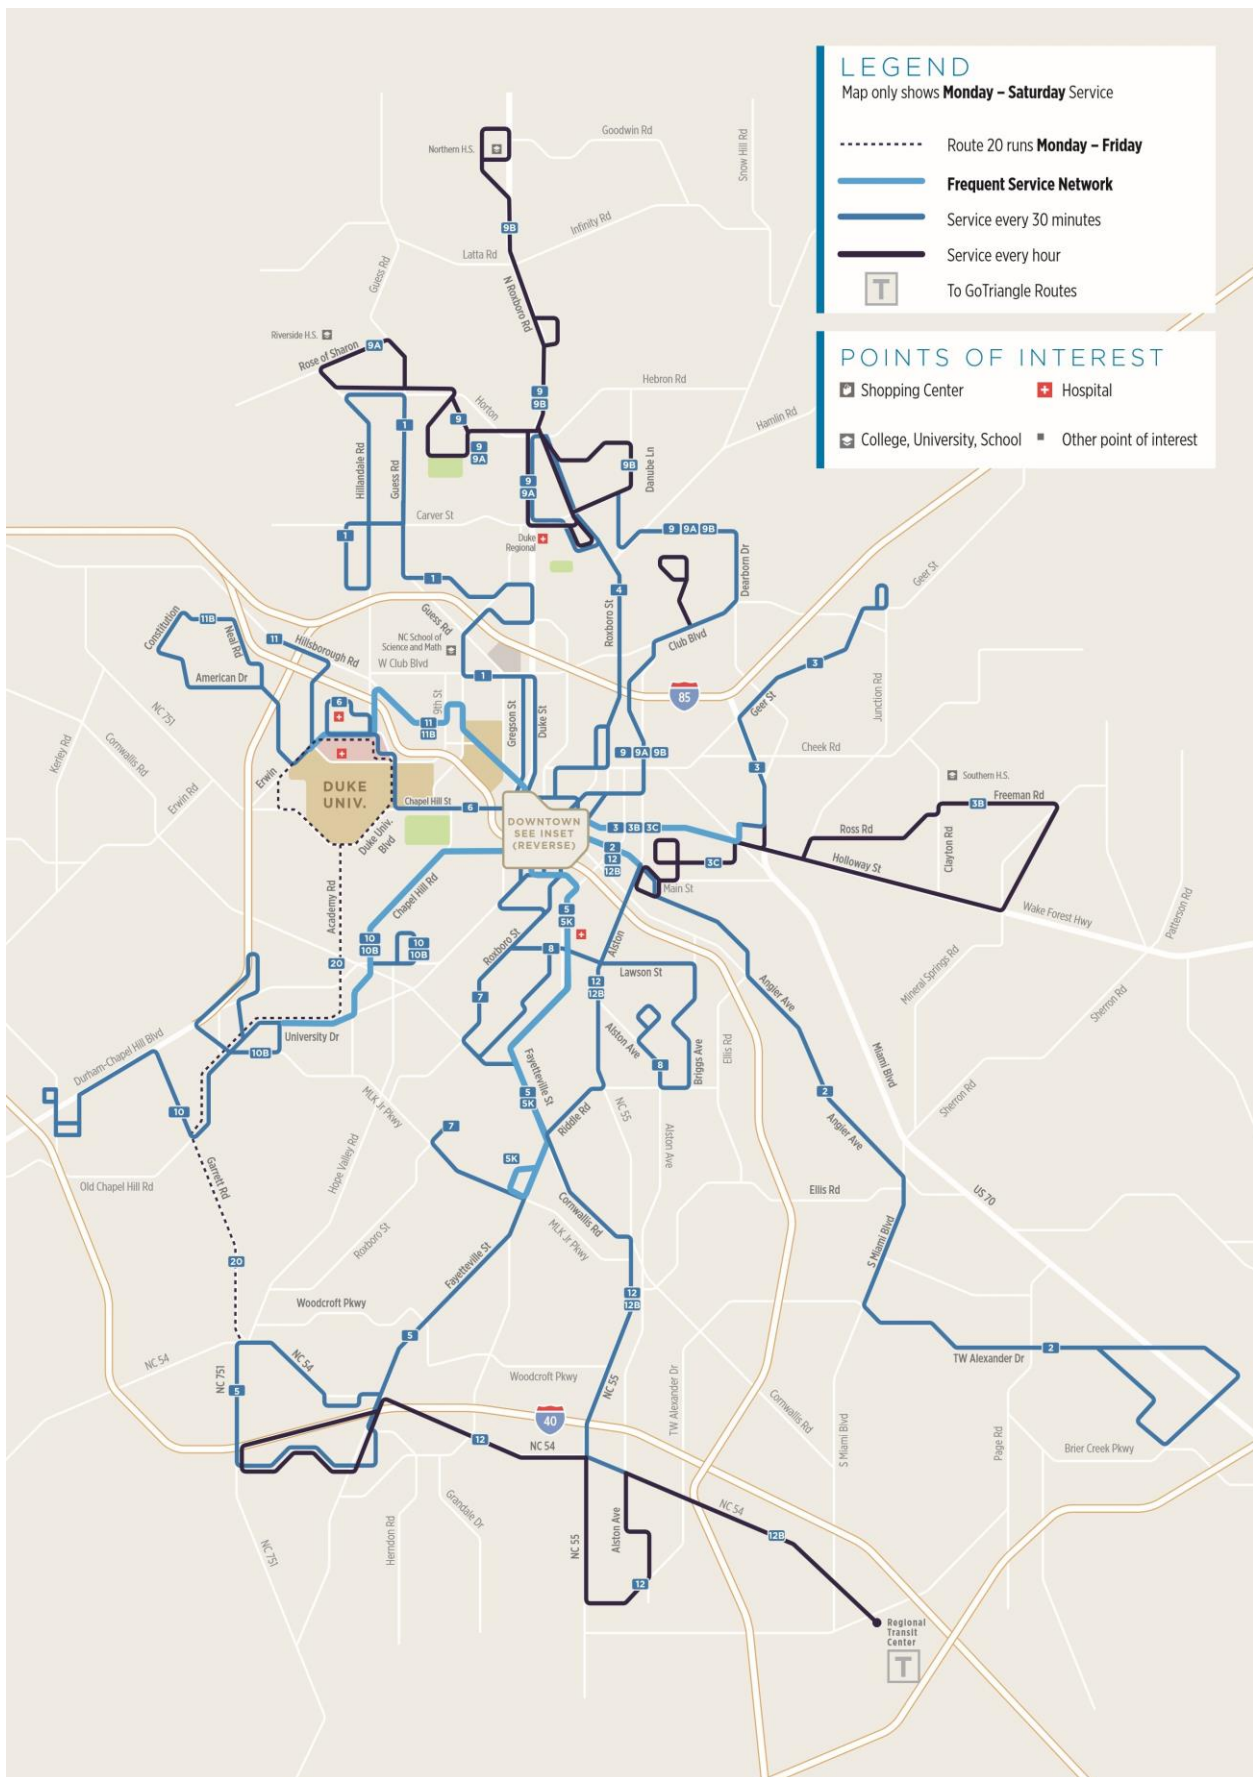 LEGEND
Map only shows Monday – Saturday Service
Route 20 runs Monday – Friday
Frequent Service Network
Service every 30 minutes
Service every hour
T
To GoTriangle Routes
POINTS OF INTEREST
Shopping Center
Hospital
College, University, School
Other point of interest
Goodwin Rd
Snow Hill Rd
Northern H.S.
9B
Infinity Rd
Latta Rd
Guess Rd
N Roxboro Rd
Riverside H.S.
9A
Rose of Sharon
Hebron Rd
9
9B
Horton
Hamlin Rd
1
9
9
9A
Hillandale Rd
Guess Rd
9B
Danube Ln
9
9A
Carver St
1
Duke
Regional
9 9A 9B
Dearborn Dr
Geer St
1
4
Constitution
11B
Neal Rd
11
Hillsborough Rd
Guess Rd
NC School of
Science and Math
W Club Blvd
Roxboro St
Club Blvd
3
American Dr
1
85
Geer St
Junction Rd
NC 751
6
9th St
11
11B
Gregson St
Duke St
Kerley Rd
Cornwallis Rd
9 9A 9B
Cheek Rd
Erwin
Erwin Rd
3
Southern H.S.
DUKE
UNIV.
Chapel Hill St
6
3B
Freeman Rd
DOWNTOWN
SEE INSET
(REVERSE)
3 3B 3C
Ross Rd
Duke Univ.
Blvd
2
12
12B
3C
Holloway St
Clayton Rd
Main St
Chapel Hill Rd
Academy Rd
Wake Forest Hwy
Patterson Rd
5
5K
Roxboro St
10
10B
10
10B
8
Alston
20
Lawson St
Mineral Springs Rd
12
12B
Angier Ave
7
Sherron Rd
University Dr
Alston Ave
10B
Durham-Chapel Hill Blvd
Ellis Rd
Briggs Ave
8
Miami Blvd
Fayetteville St
5
5K
2
Sherron Rd
10
MLK Jr Pkwy
7
Riddle Rd
NC 55
Angier Ave
Alston Ave
Hope Valley Rd
5K
Old Chapel Hill Rd
Garrett Rd
Ellis Rd
US 70
Cornwallis Rd
MLK Jr Pkwy
Roxboro St
S Miami Blvd
20
Fayetteville St
12
12B
Woodcroft Pkwy
5
2
TW Alexander Dr
NC 54
NC 54
NC 751
5
Woodcroft Pkwy
NC 55
TW Alexander Dr
40
Cornwallis Rd
S Miami Blvd
Page Rd
12
NC 54
Brier Creek Pkwy
Grandale Dr
NC 54
Herndon Rd
NC 751
NC 55
Alston Ave
12B
12
Regional
Transit
Center
T